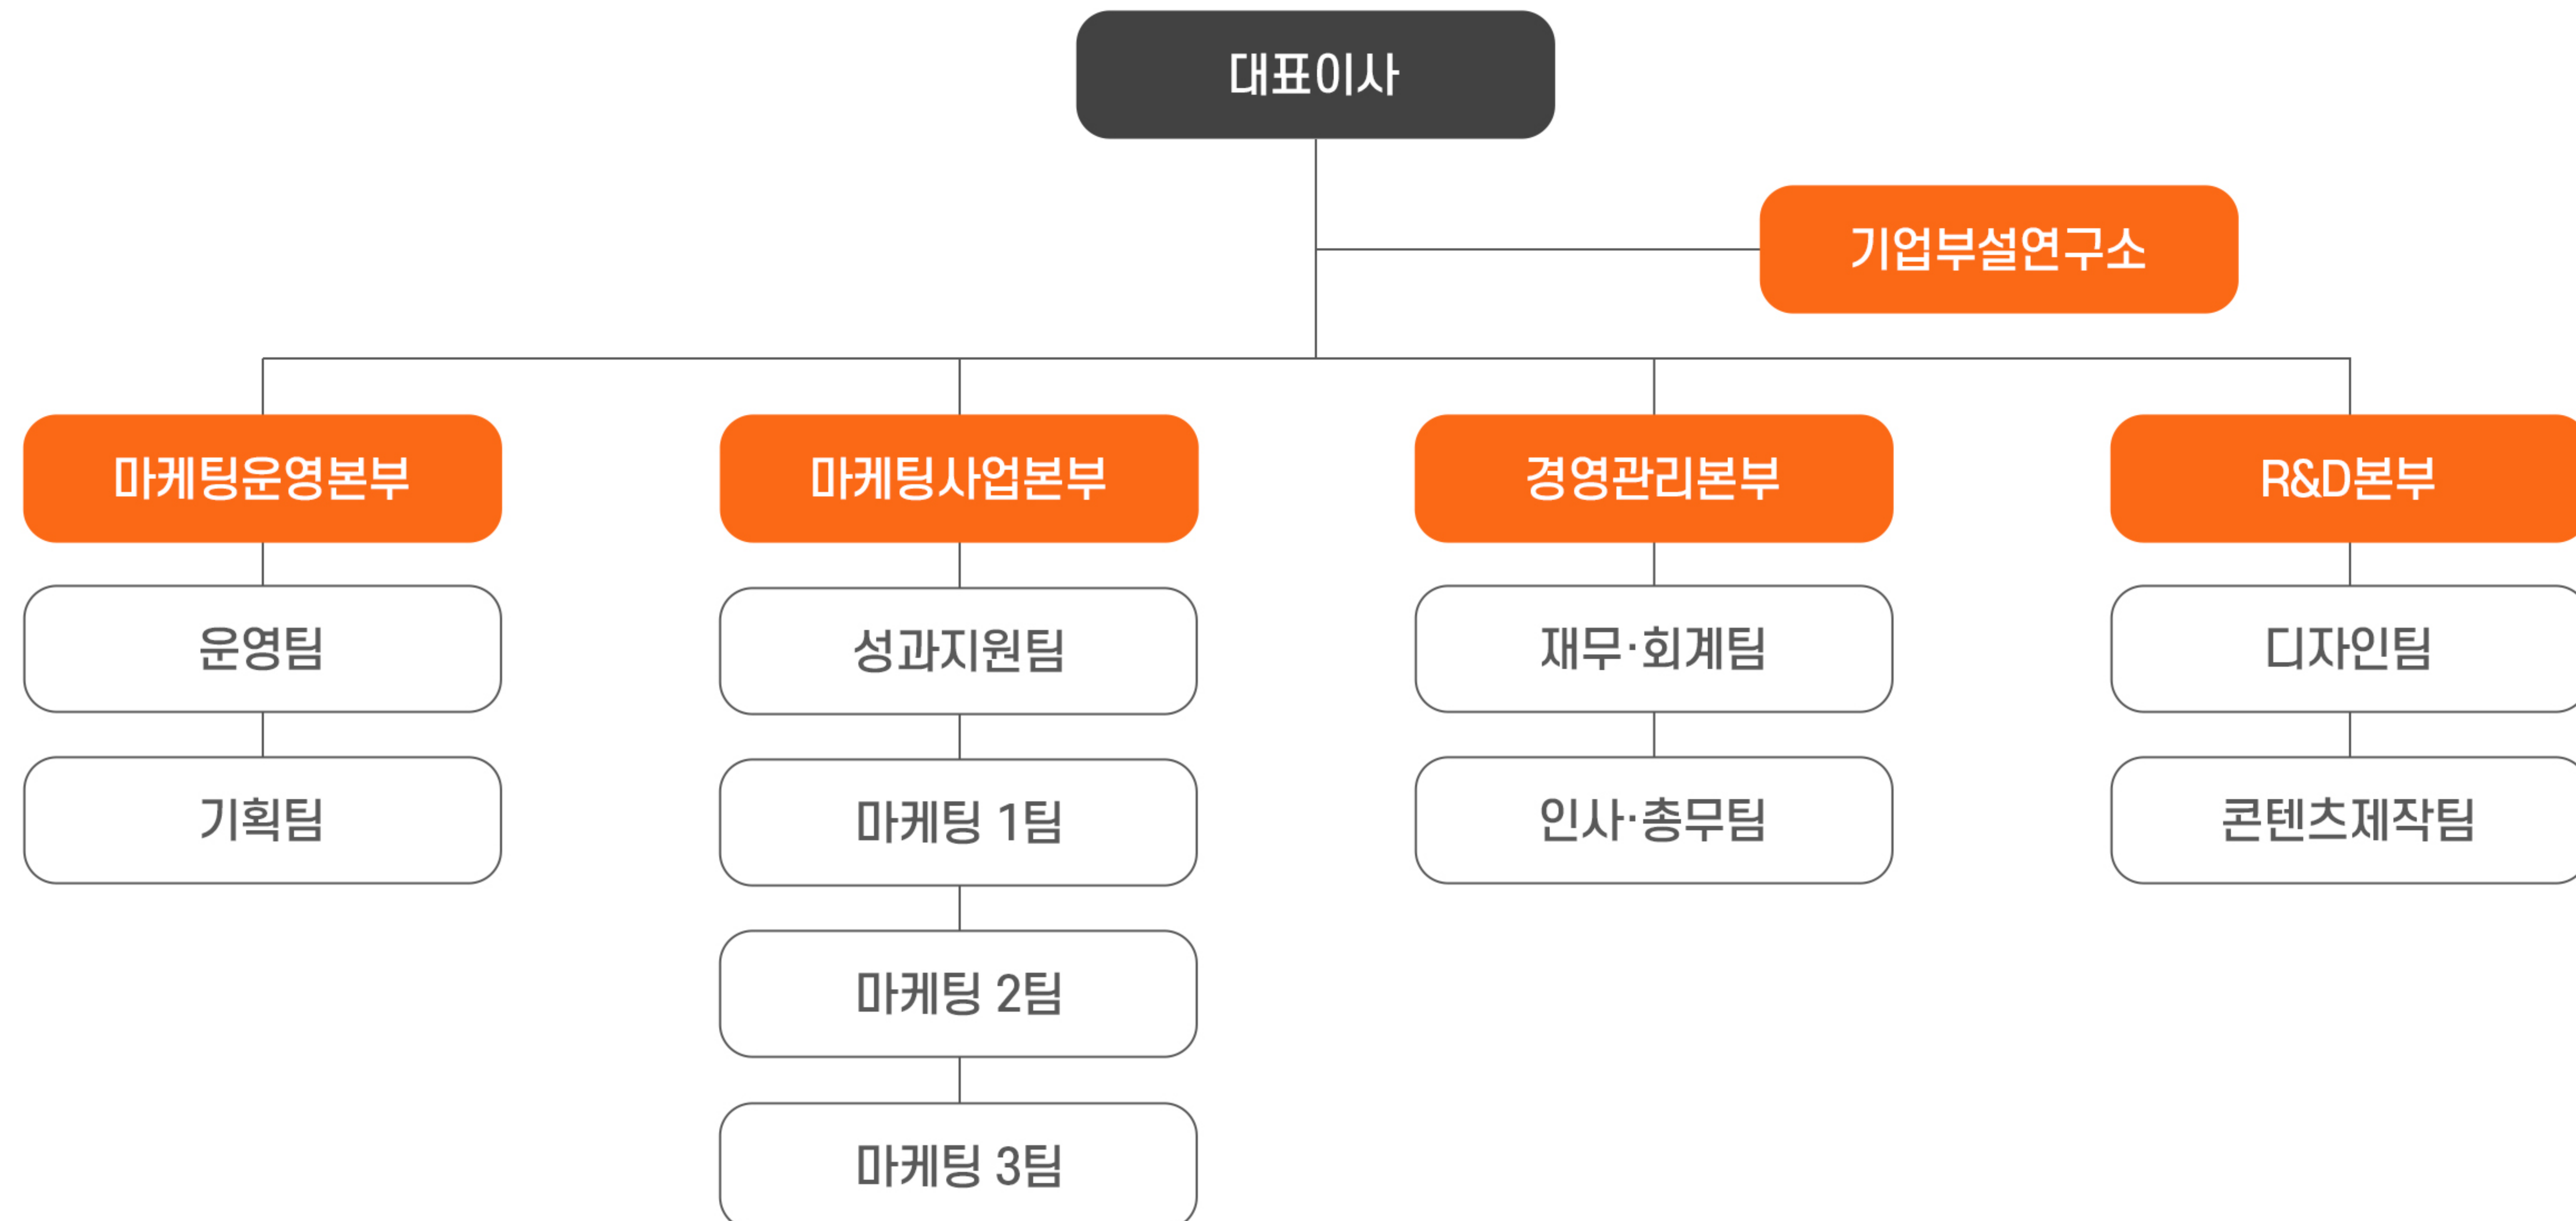 대표이사
기업부설연구소
마케팅운영본부
운영팀
기획팀
마케팅사업본부
성과지원팀
마케팅 1팀
마케팅 2팀
마케팅 3팀
경영관리본부
재무·회계팀
인사·총무팀
R&D본부
디자인팀
콘텐츠제작팀